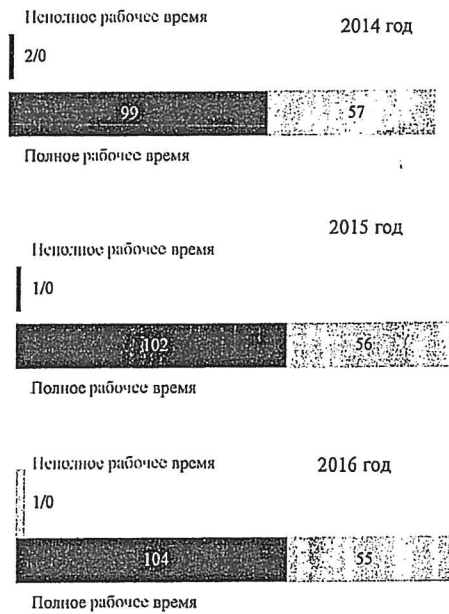 Неполное рабочее время
2014 год
2/0
99 57
Полное рабочее время
2015 год
Неполное рабочее время
1/0
102 56
Полное рабочее время
Неполное рабочее время
2016 год
1/0
104 55
Полное рабочее время